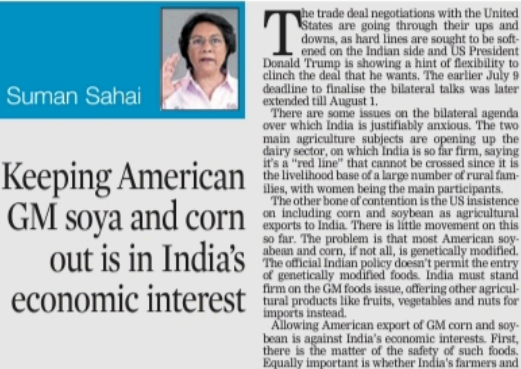 Suman Sahai
Keeping American
GM soya and corn
out is in India's
economic interest
The trade deal negotiations with the United
States are going through their ups and
downs, as hard lines are sought to be soft-
ened on the Indian side and US President
Donald Trump is showing a hint of flexibility to
clinch the deal that he wants. The earlier July 9
deadline to finalise the bilateral talks was later
extended till August 1.
There are some issues on the bilateral agenda
over which India is justifiably anxious. The two
main agriculture subjects are opening up the
dairy sector, on which India is so far firm, saying
it's a "red line" that cannot be crossed since it is
the livelihood base of a large number of rural fam-
ilies, with women being the main participants.
The other bone of contention is the US insistence
on including corn and soybean as agricultural
exports to India. There is little movement on this
so far. The problem is that most American soy-
abean and corn, if not all, is genetically modified.
The official Indian policy doesn't permit the entry
of genetically modified foods. India must stand
firm on the GM foods issue, offering other agricul-
tural products like fruits, vegetables and nuts for
imports instead.
Allowing American export of GM corn and soy-
bean is against India's economic interests. First,
there is the matter of the safety of such foods.
Equally important is whether India's farmers and